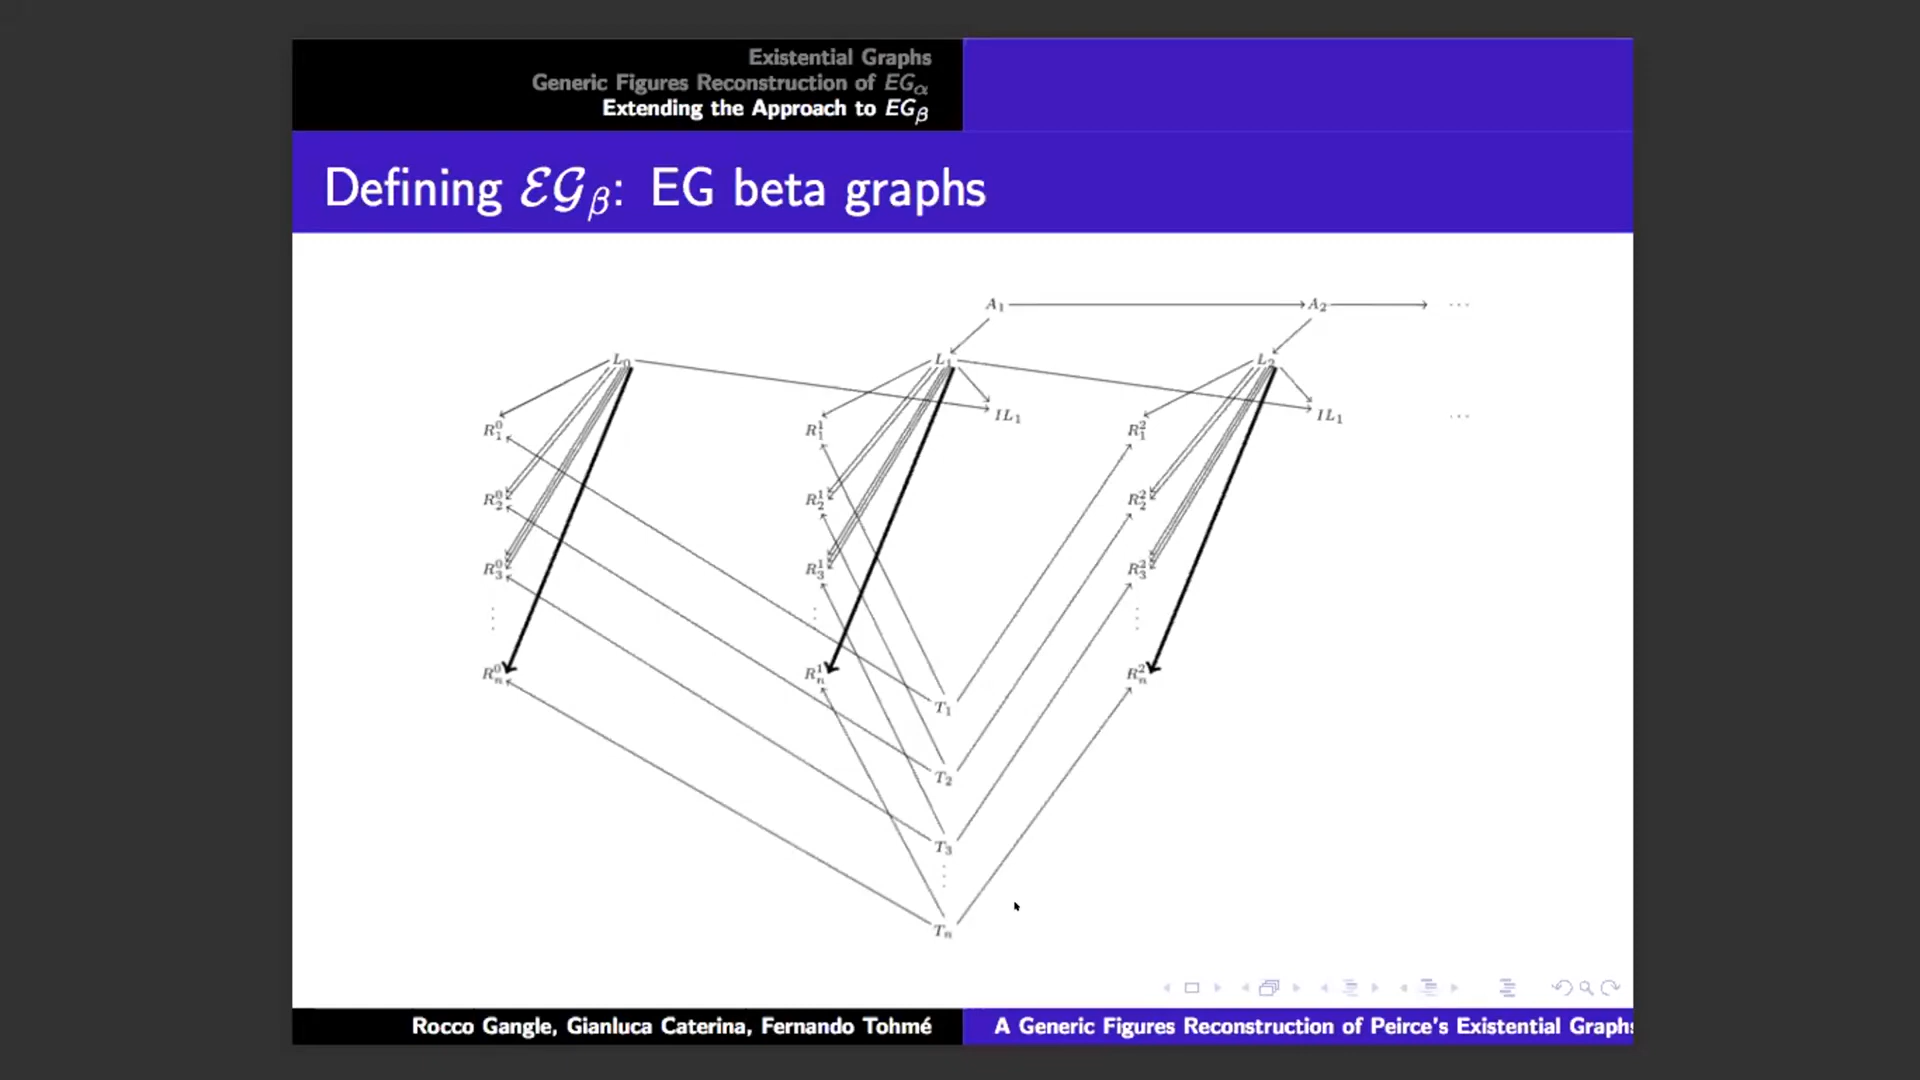 Existential Graphs
Generic Figures Reconstruction of EGα
Extending the Approach to EGβ
Defining ℰ𝒢β: EG beta graphs
A₁ A₂ ···
L₀ L₁ L₂
IL₁ IL₁ ···
R⁰₁ R¹₁ R²₁
R⁰₂ R¹₂ R²₂
R⁰₃ R¹₃ R²₃
⋮ ⋮ ⋮
R⁰ₙ R¹ₙ R²ₙ
T₁
T₂
T₃
⋮
Tₙ
Rocco Gangle, Gianluca Caterina, Fernando Tohmé
A Generic Figures Reconstruction of Peirce's Existential Graphs